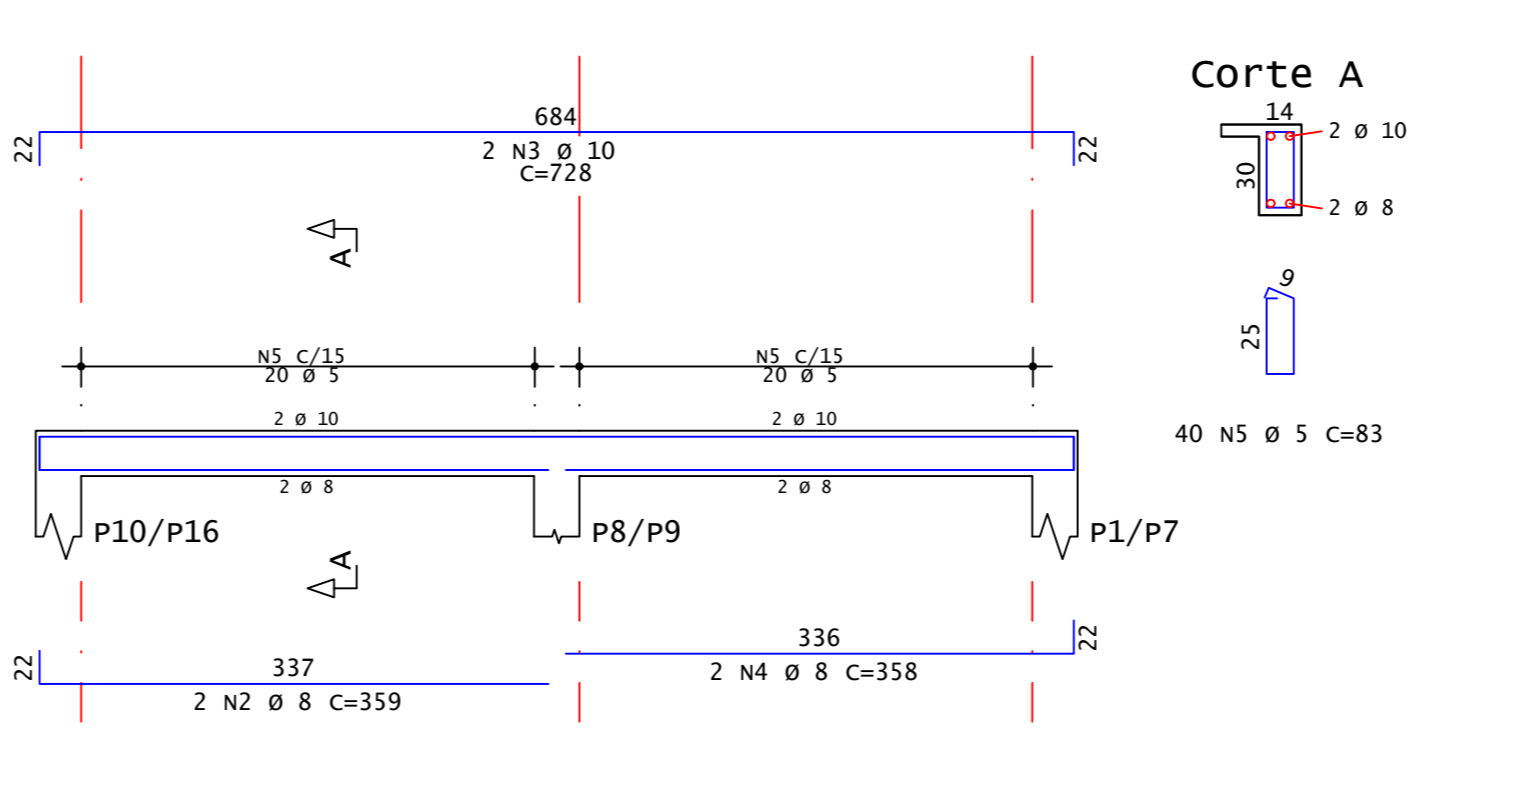 Corte A
14
2 Ø 10
30
2 Ø 8
684
22
22
2 N3 Ø 10
C=728
A
9
25
N5 C/15
20 Ø 5
N5 C/15
20 Ø 5
2 Ø 10
2 Ø 10
40 N5 Ø 5 C=83
2 Ø 8
2 Ø 8
P10/P16
P8/P9
P1/P7
A
336
22
2 N4 Ø 8 C=358
22
337
2 N2 Ø 8 C=359